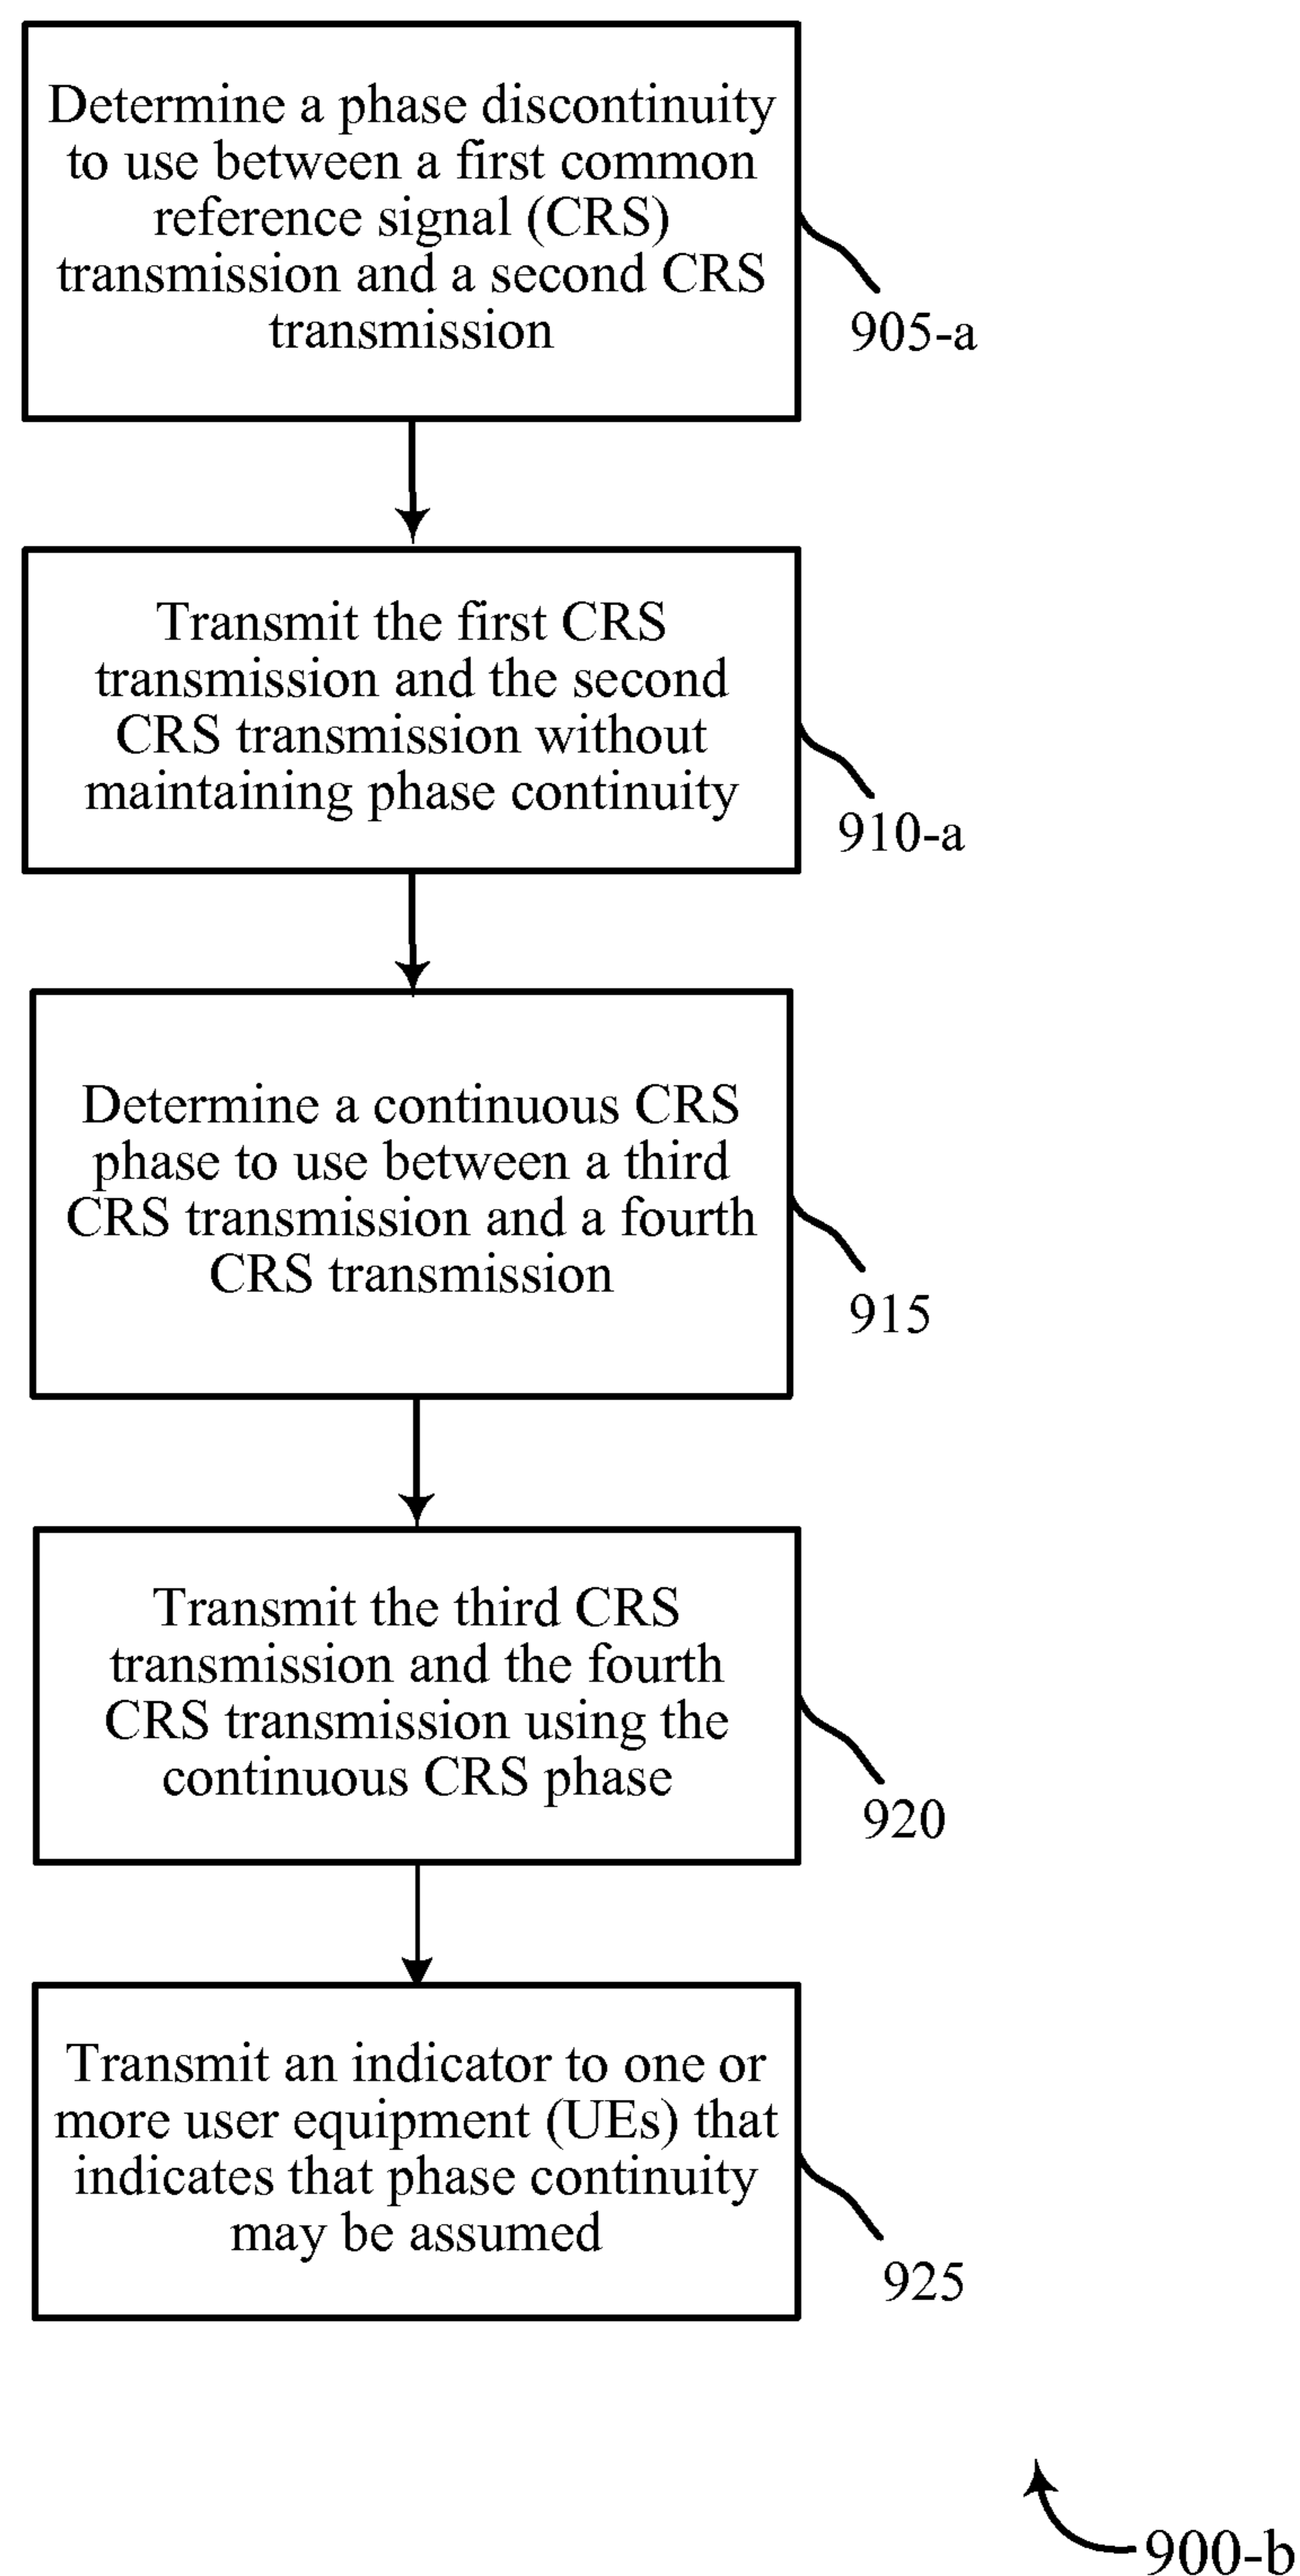 Determine a phase discontinuity
to use between a first common
reference signal (CRS)
transmission and a second CRS
transmission
905-a
Transmit the first CRS
transmission and the second
CRS transmission without
maintaining phase continuity
910-a
Determine a continuous CRS
phase to use between a third
CRS transmission and a fourth
CRS transmission
915
Transmit the third CRS
transmission and the fourth
CRS transmission using the
continuous CRS phase
920
Transmit an indicator to one or
more user equipment (UEs) that
indicates that phase continuity
may be assumed
925
900-b